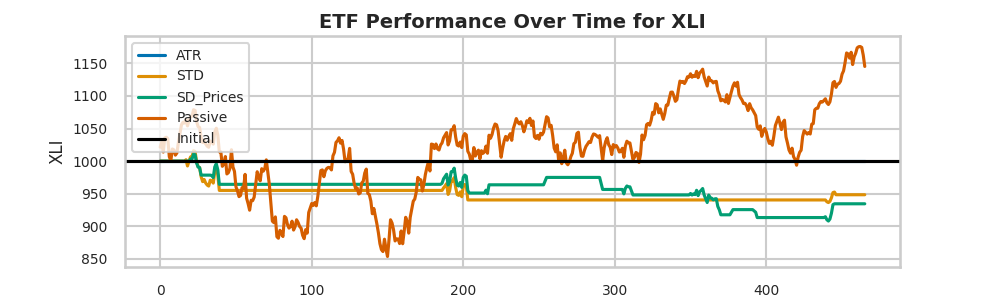 ETF Performance Over Time for XLI
XLI
1150
1100
1050
1000
950
900
850
ATR
STD
SD_Prices
Passive
Initial
0 100 200 300 400